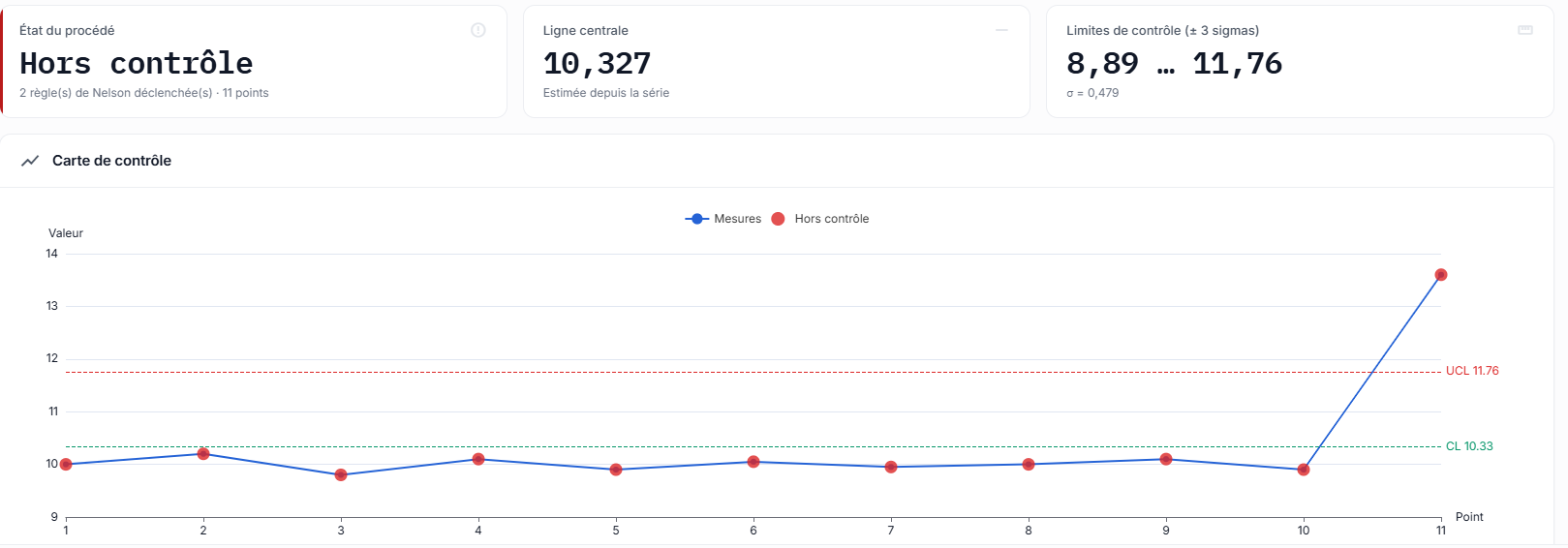 État du procédé
Hors contrôle
2 règle(s) de Nelson déclenchée(s) · 11 points
Ligne centrale
10,327
Estimée depuis la série
Limites de contrôle (± 3 sigmas)
8,89 … 11,76
σ = 0,479
Carte de contrôle
Mesures Hors contrôle
Valeur
14
13
12
UCL 11.76
11
CL 10.33
10
9
Point
1 2 3 4 5 6 7 8 9 10 11